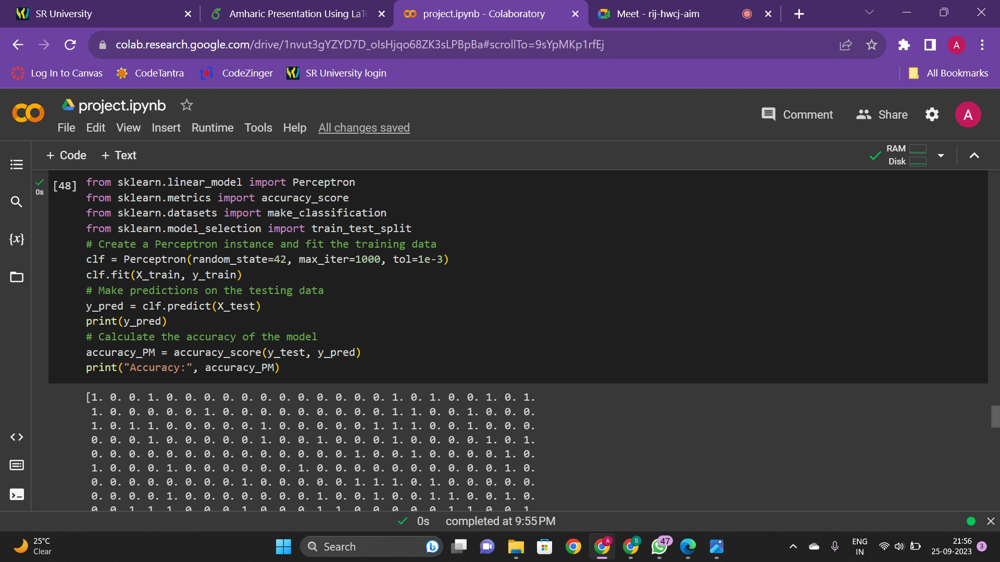 SR University
Amharic Presentation Using LaTe
project.ipynb - Colaboratory
Meet - rij-hwcj-aim
colab.research.google.com/drive/1nvut3gYZYD7D_oIsHjqo68ZK3sLPBpBa#scrollTo=9sYpMKp1rfEj
A
Log In to Canvas
CodeTantra
CodeZinger
SR University login
All Bookmarks
project.ipynb
Comment
Share
A
File Edit View Insert Runtime Tools Help All changes saved
+ Code + Text
RAM
Disk
0s
[48]
from sklearn.linear_model import Perceptron
from sklearn.metrics import accuracy_score
from sklearn.datasets import make_classification
from sklearn.model_selection import train_test_split
# Create a Perceptron instance and fit the training data
clf = Perceptron(random_state=42, max_iter=1000, tol=1e-3)
clf.fit(X_train, y_train)
# Make predictions on the testing data
y_pred = clf.predict(X_test)
print(y_pred)
# Calculate the accuracy of the model
accuracy_PM = accuracy_score(y_test, y_pred)
print("Accuracy:", accuracy_PM)
{x}
[1. 0. 0. 1. 0. 0. 0. 0. 0. 0. 0. 0. 0. 0. 0. 0. 1. 0. 1. 0. 0. 1. 0. 1.
1. 0. 0. 0. 0. 0. 1. 0. 0. 0. 0. 0. 0. 0. 0. 0. 1. 1. 0. 0. 1. 0. 0. 0.
1. 0. 1. 1. 0. 0. 0. 0. 0. 1. 0. 0. 0. 0. 0. 1. 1. 1. 0. 0. 1. 0. 0. 0.
0. 0. 0. 1. 0. 0. 0. 0. 0. 1. 0. 0. 1. 0. 0. 0. 1. 0. 0. 0. 0. 1. 0. 1.
0. 0. 0. 0. 0. 0. 0. 0. 0. 0. 0. 0. 0. 0. 1. 0. 0. 1. 0. 0. 0. 0. 1. 0.
1. 0. 0. 0. 1. 0. 0. 0. 0. 0. 0. 1. 0. 0. 0. 0. 0. 0. 0. 0. 0. 0. 1. 0.
0. 0. 0. 0. 0. 0. 0. 0. 1. 0. 0. 0. 0. 0. 1. 1. 1. 0. 1. 0. 0. 0. 0. 0.
0. 0. 0. 0. 1. 0. 0. 0. 0. 0. 0. 0. 1. 0. 0. 1. 0. 0. 1. 1. 0. 0. 1. 0.
0s completed at 9:55 PM
25°C
Clear
Search
A
S
47
ENG
IN
21:56
25-09-2023
3